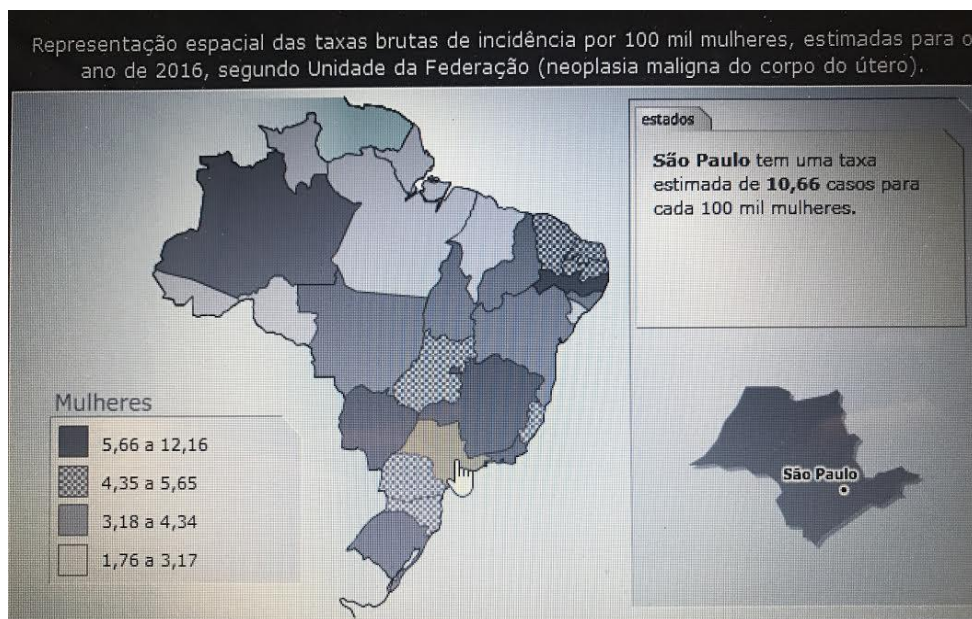 Representação espacial das taxas brutas de incidência por 100 mil mulheres, estimadas para o
ano de 2016, segundo Unidade da Federação (neoplasia maligna do corpo do útero).
estados
São Paulo tem uma taxa
estimada de 10,66 casos para
cada 100 mil mulheres.
São Paulo
Mulheres
5,66 a 12,16
4,35 a 5,65
3,18 a 4,34
1,76 a 3,17